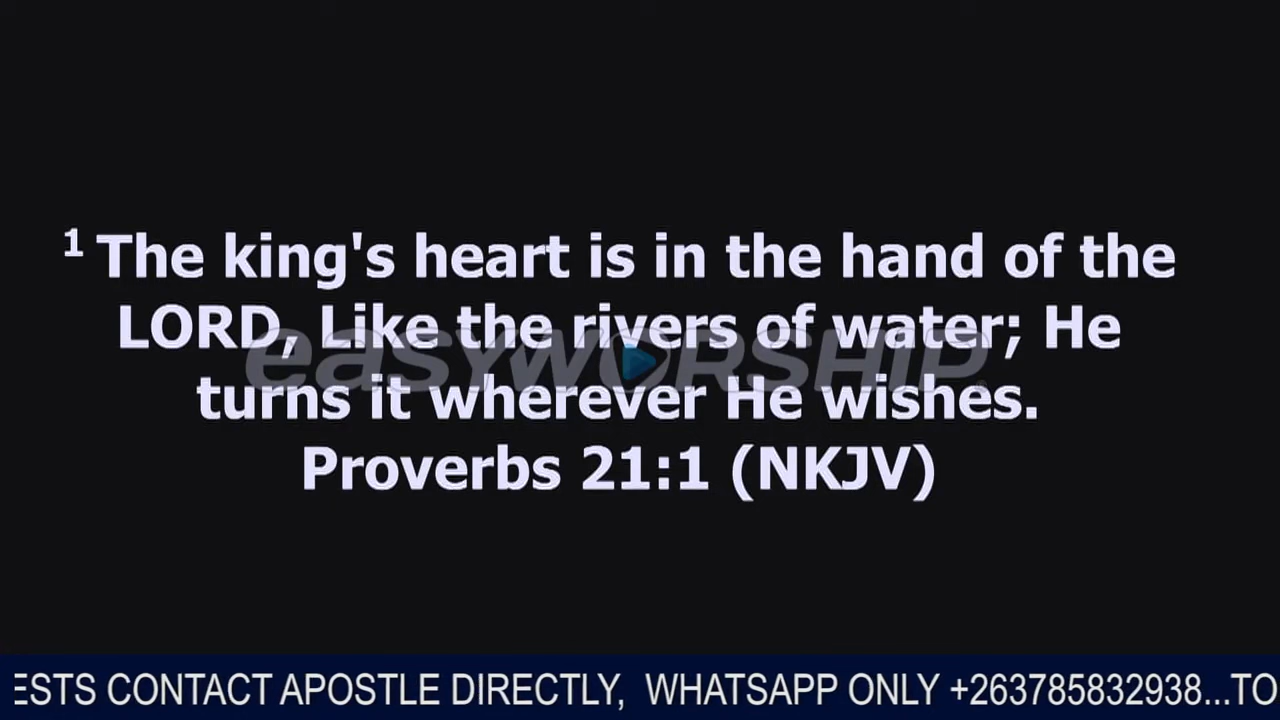 1 The king's heart is in the hand of the
LORD, Like the rivers of water; He
easyworship
turns it wherever He wishes.
Proverbs 21:1 (NKJV)
ESTS CONTACT APOSTLE DIRECTLY, WHATSAPP ONLY +263785832938...TO